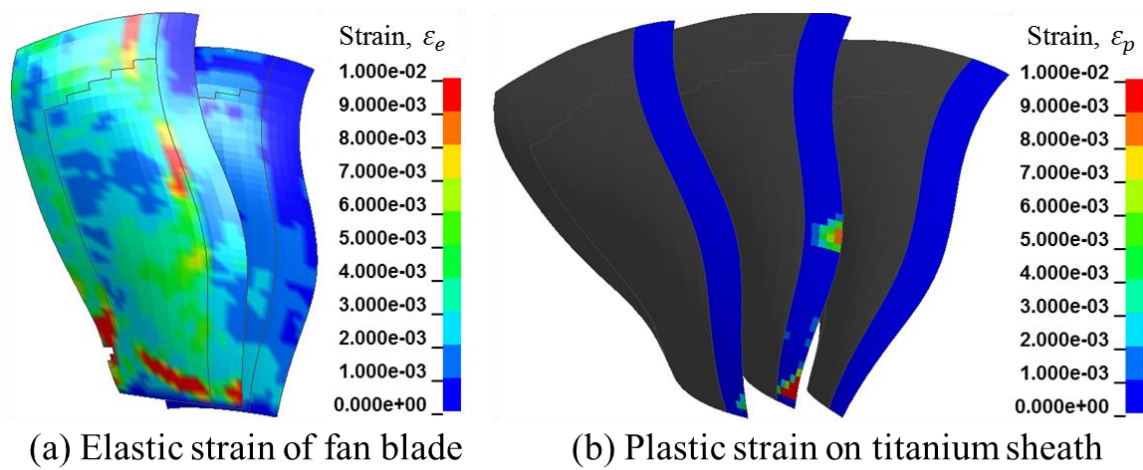 Strain, εₑ
1.000e-02
9.000e-03
8.000e-03
7.000e-03
6.000e-03
5.000e-03
4.000e-03
3.000e-03
2.000e-03
1.000e-03
0.000e+00
(a) Elastic strain of fan blade
Strain, εₚ
1.000e-02
9.000e-03
8.000e-03
7.000e-03
6.000e-03
5.000e-03
4.000e-03
3.000e-03
2.000e-03
1.000e-03
0.000e+00
(b) Plastic strain on titanium sheath